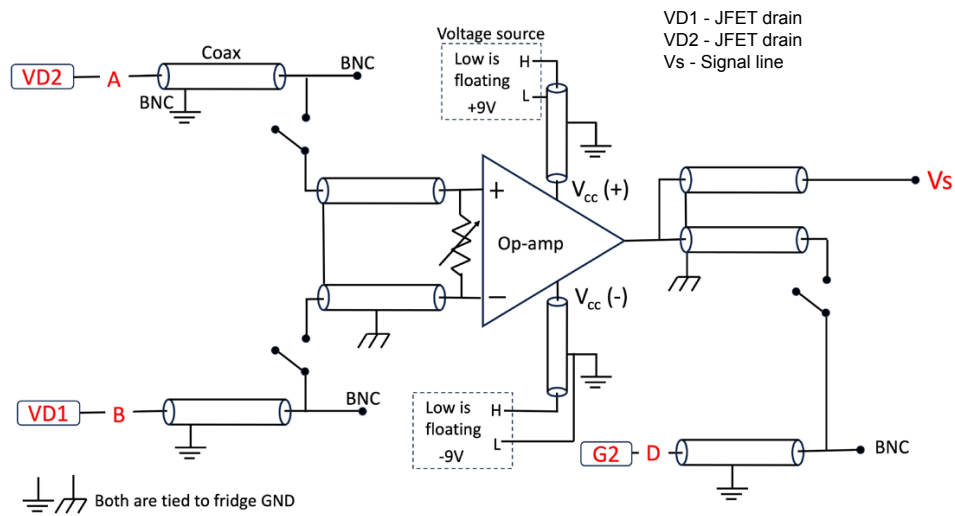 VD1 - JFET drain
VD2 - JFET drain
Vs - Signal line
Voltage source
Coax
BNC
VD2
A
BNC
Low is
floating
+9V
H
L
Vcc (+)
+
Op-amp
Vs
−
Vcc (-)
VD1
B
BNC
Low is
floating
-9V
H
L
G2
D
BNC
Both are tied to fridge GND